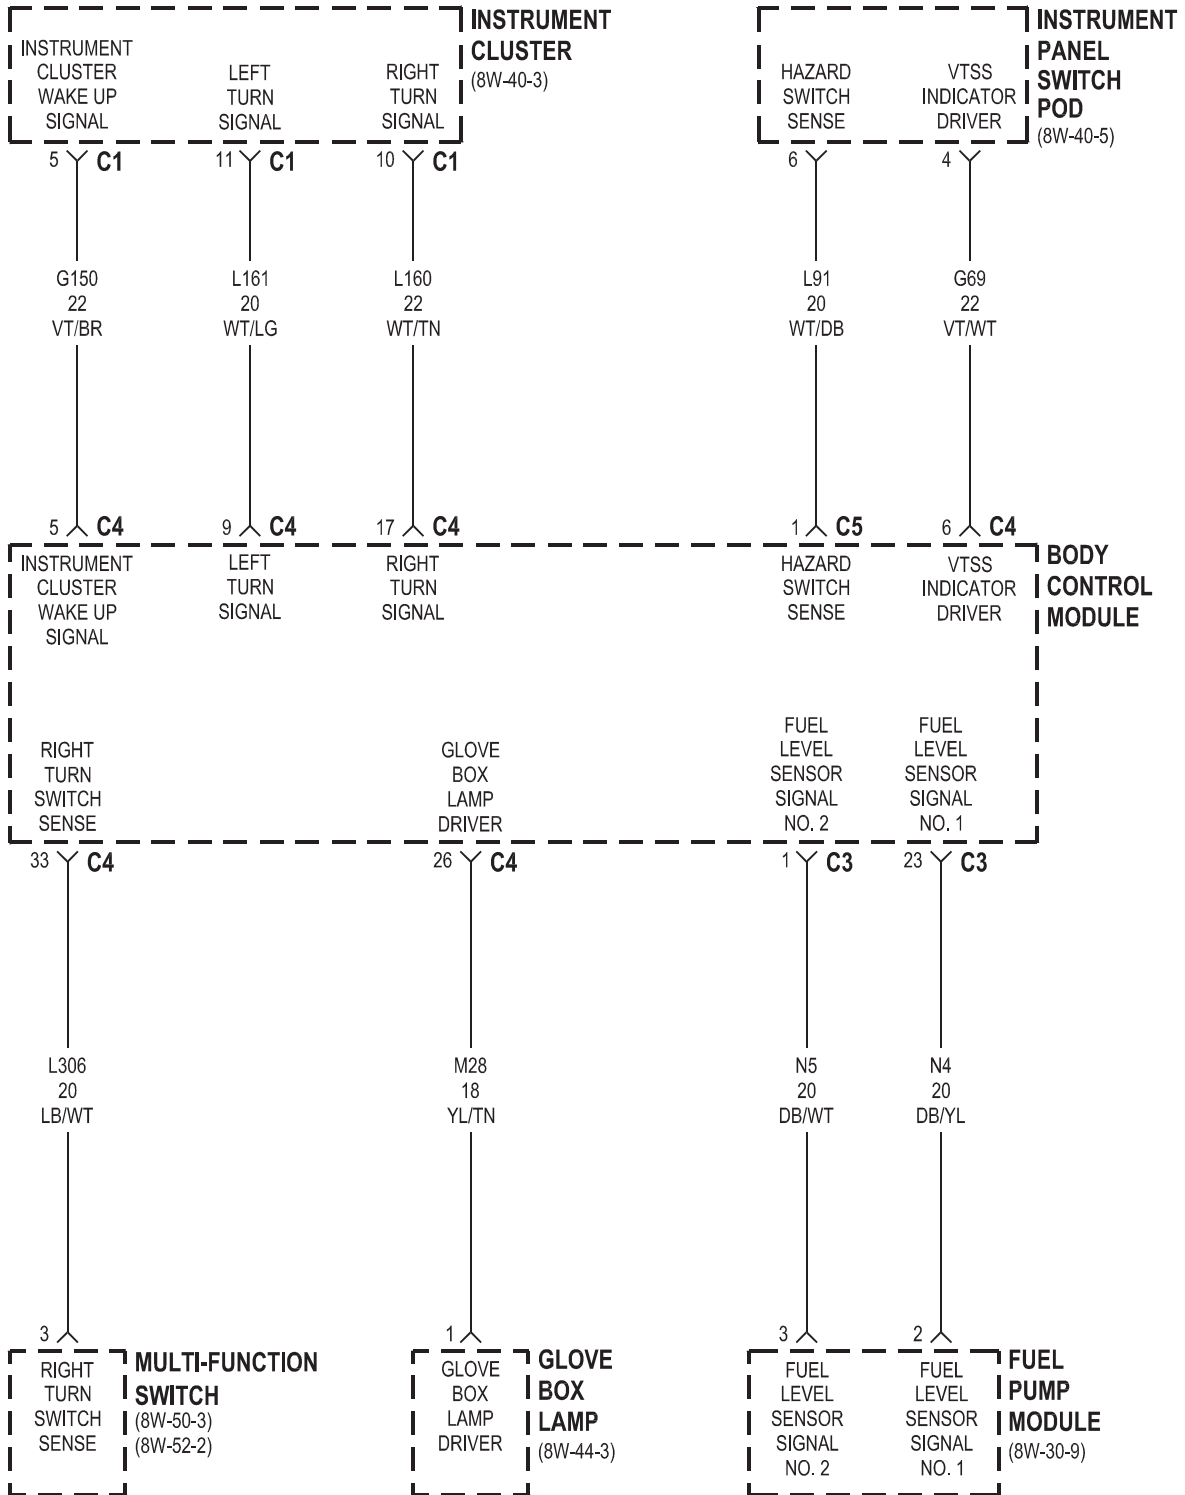 INSTRUMENT
CLUSTER
WAKE UP
SIGNAL
LEFT
TURN
SIGNAL
RIGHT
TURN
SIGNAL
INSTRUMENT
CLUSTER
(8W-40-3)
HAZARD
SWITCH
SENSE
VTSS
INDICATOR
DRIVER
INSTRUMENT
PANEL
SWITCH
POD
(8W-40-5)
5 C1
11 C1
10 C1
6
4
G150
22
VT/BR
L161
20
WT/LG
L160
22
WT/TN
L91
20
WT/DB
G69
22
VT/WT
5 C4
9 C4
17 C4
1 C5
6 C4
INSTRUMENT
CLUSTER
WAKE UP
SIGNAL
LEFT
TURN
SIGNAL
RIGHT
TURN
SIGNAL
HAZARD
SWITCH
SENSE
VTSS
INDICATOR
DRIVER
BODY
CONTROL
MODULE
RIGHT
TURN
SWITCH
SENSE
GLOVE
BOX
LAMP
DRIVER
FUEL
LEVEL
SENSOR
SIGNAL
NO. 2
FUEL
LEVEL
SENSOR
SIGNAL
NO. 1
33 C4
26 C4
1 C3
23 C3
L306
20
LB/WT
M28
18
YL/TN
N5
20
DB/WT
N4
20
DB/YL
3
1
3
2
RIGHT
TURN
SWITCH
SENSE
MULTI-FUNCTION
SWITCH
(8W-50-3)
(8W-52-2)
GLOVE
BOX
LAMP
DRIVER
GLOVE
BOX
LAMP
(8W-44-3)
FUEL
LEVEL
SENSOR
SIGNAL
NO. 2
FUEL
LEVEL
SENSOR
SIGNAL
NO. 1
FUEL
PUMP
MODULE
(8W-30-9)